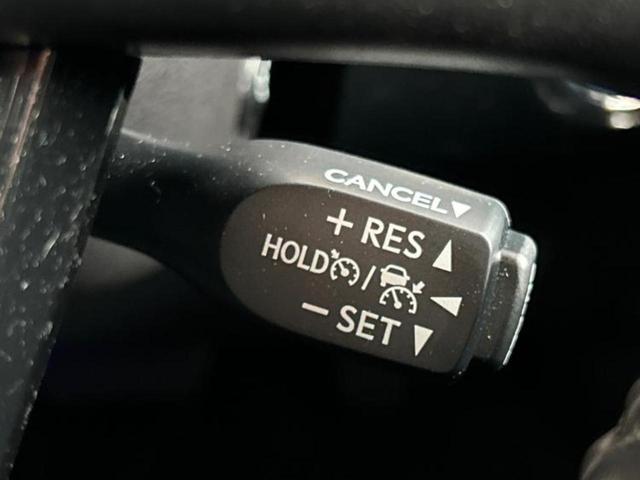 CANCEL
+ RES
HOLD /
− SET